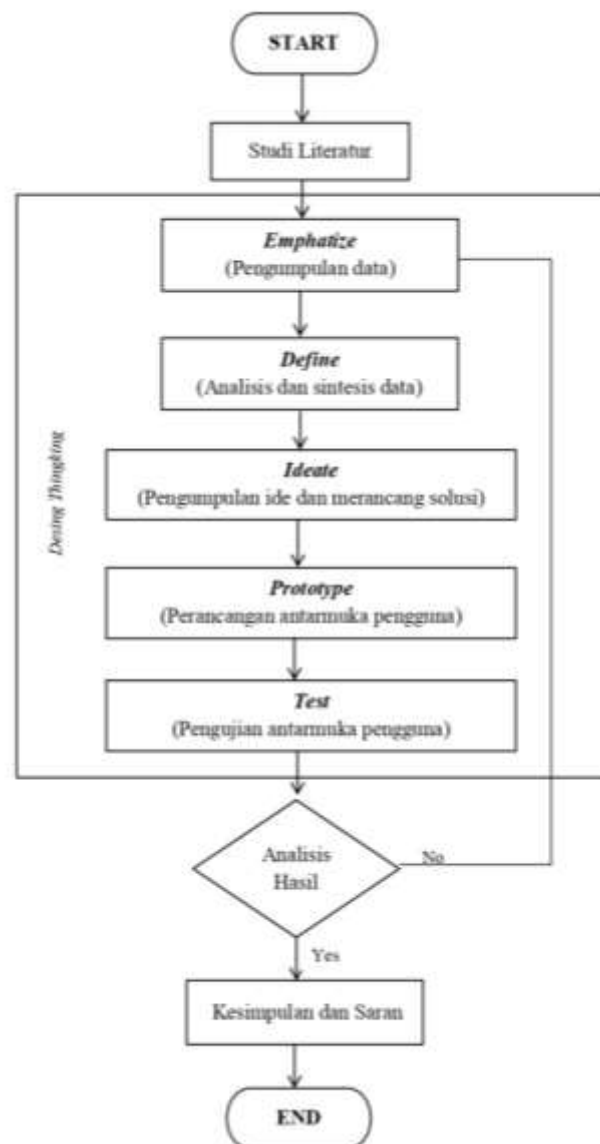 START
Studi Literatur
Emphatize
(Pengumpulan data)
Define
(Analisis dan sintesis data)
Ideate
(Pengumpulan ide dan merancang solusi)
Desing Thingking
Prototype
(Perancangan antarmuka pengguna)
Test
(Pengujian antarmuka pengguna)
Analisis
Hasil
No
Yes
Kesimpulan dan Saran
END